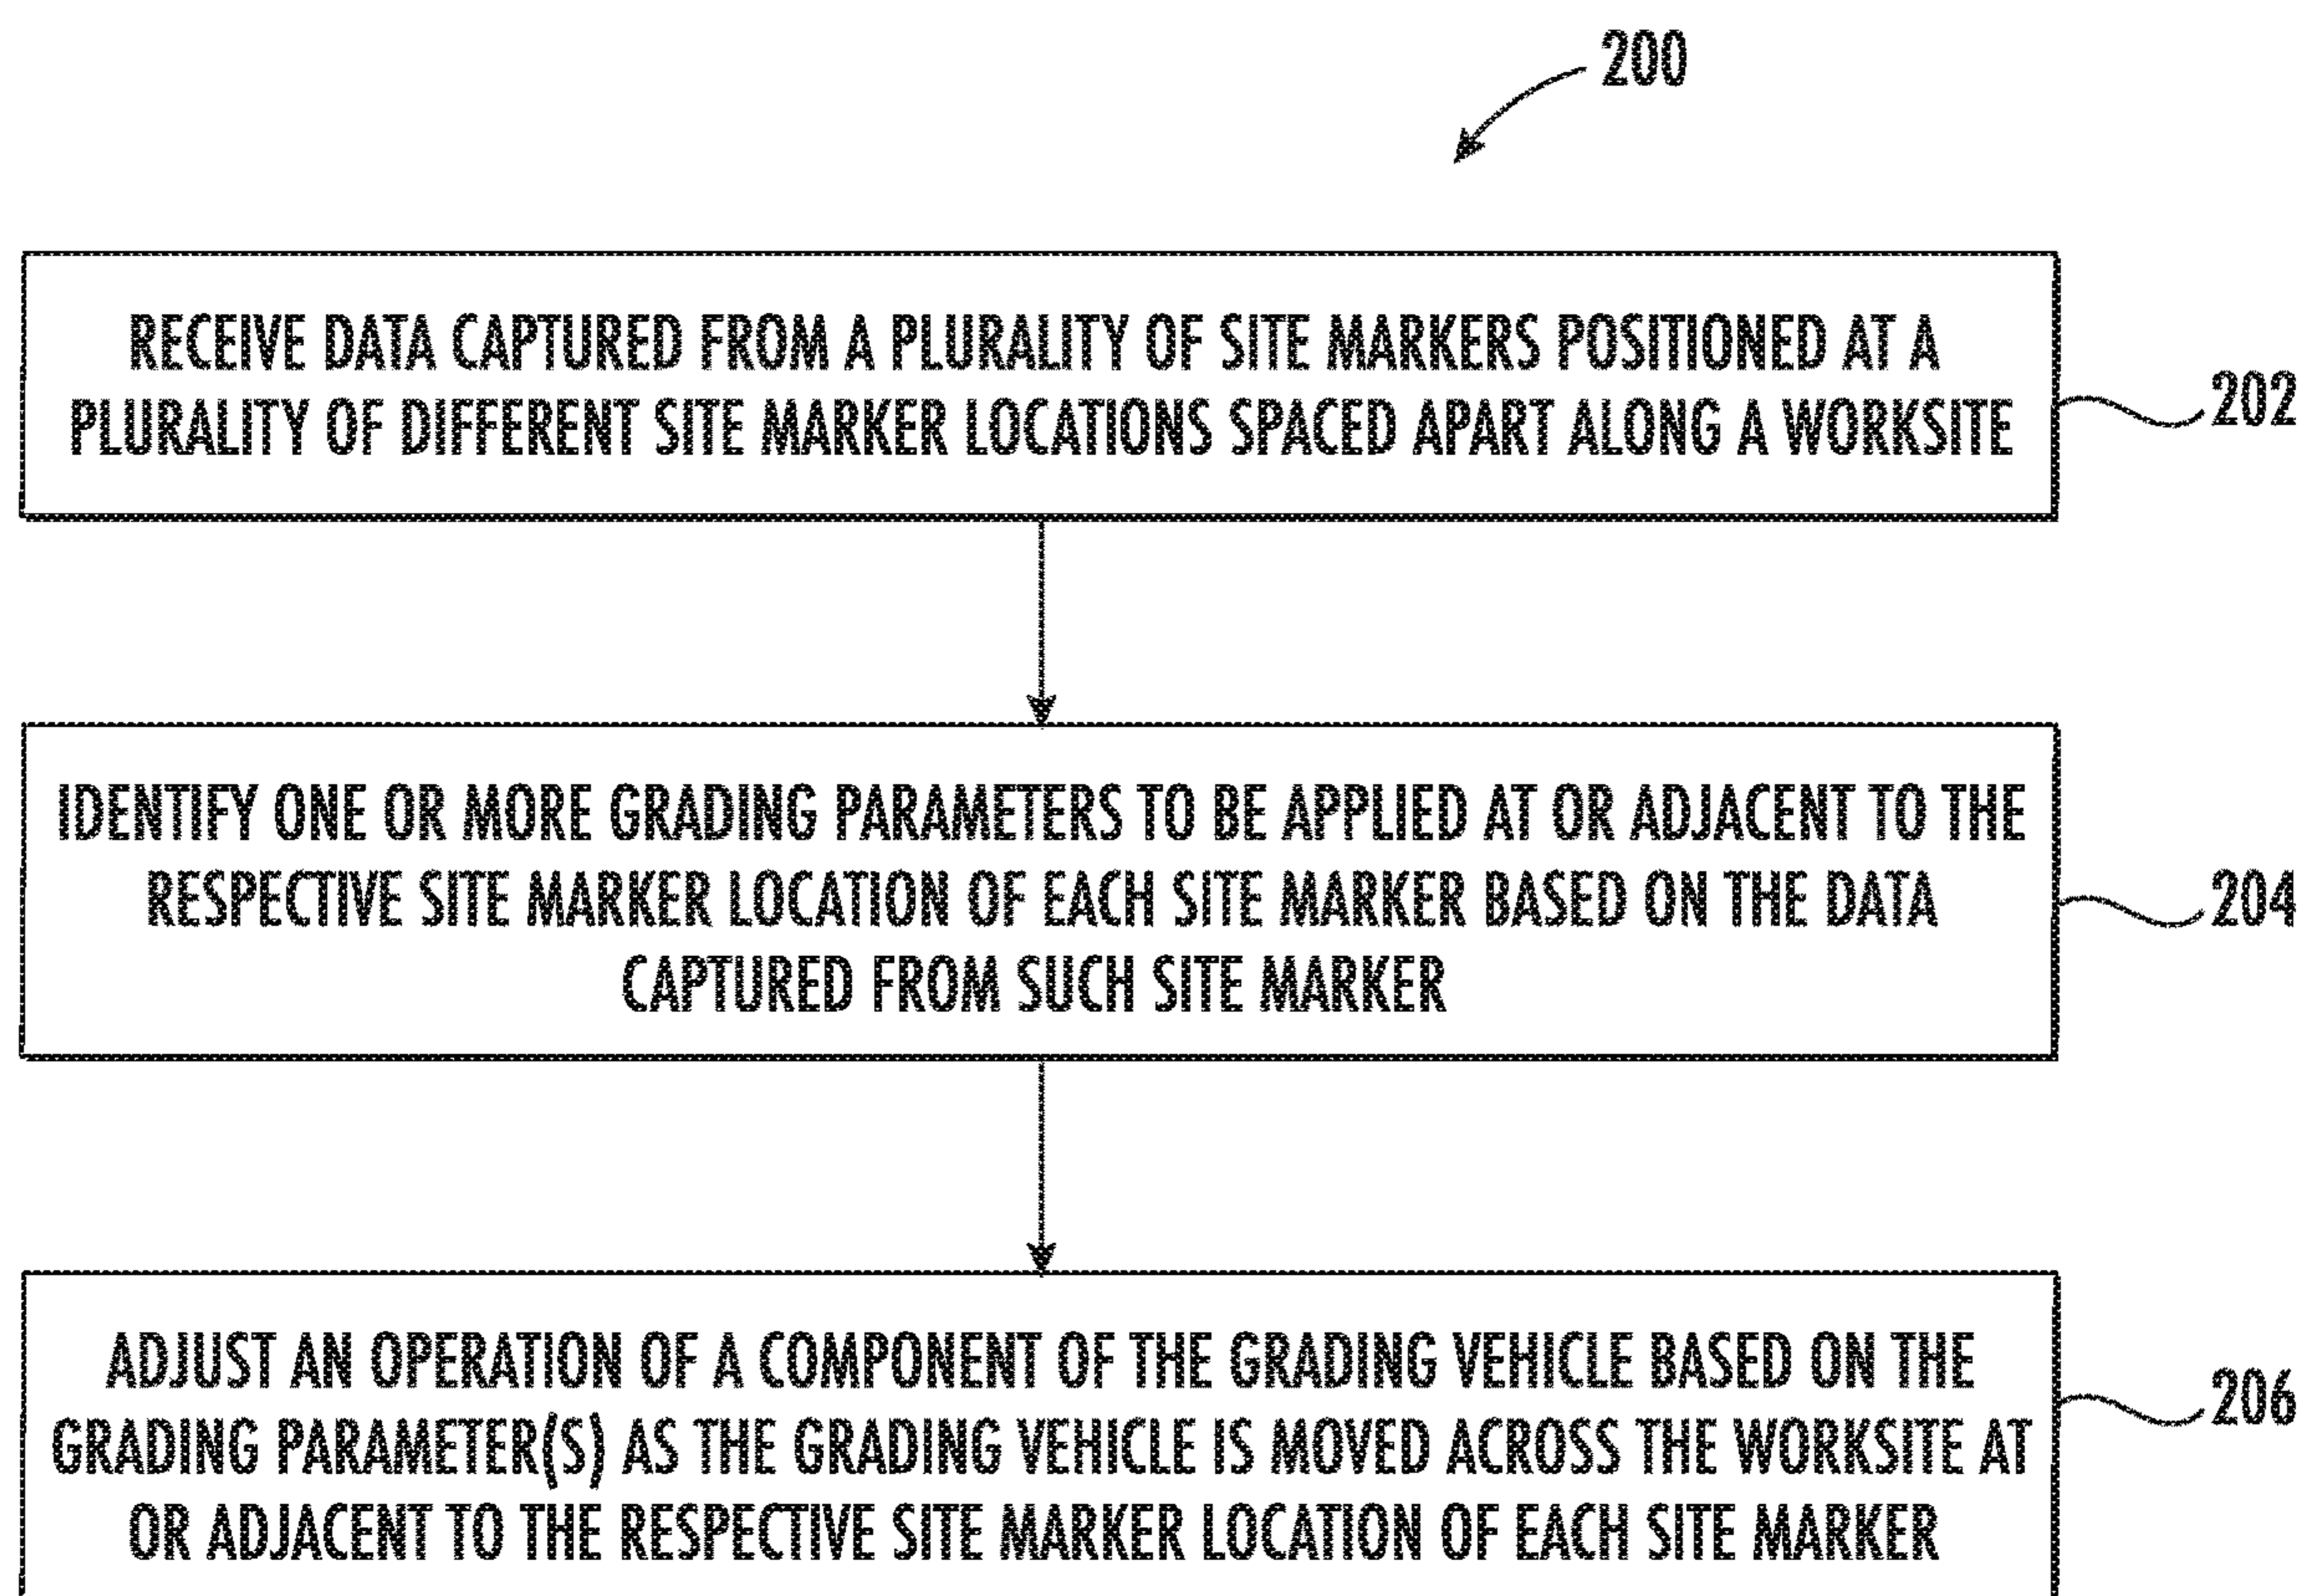 200
RECEIVE DATA CAPTURED FROM A PLURALITY OF SITE MARKERS POSITIONED AT A
PLURALITY OF DIFFERENT SITE MARKER LOCATIONS SPACED APART ALONG A WORKSITE
202
IDENTIFY ONE OR MORE GRADING PARAMETERS TO BE APPLIED AT OR ADJACENT TO THE
RESPECTIVE SITE MARKER LOCATION OF EACH SITE MARKER BASED ON THE DATA
CAPTURED FROM SUCH SITE MARKER
204
ADJUST AN OPERATION OF A COMPONENT OF THE GRADING VEHICLE BASED ON THE
GRADING PARAMETER(S) AS THE GRADING VEHICLE IS MOVED ACROSS THE WORKSITE AT
OR ADJACENT TO THE RESPECTIVE SITE MARKER LOCATION OF EACH SITE MARKER
206